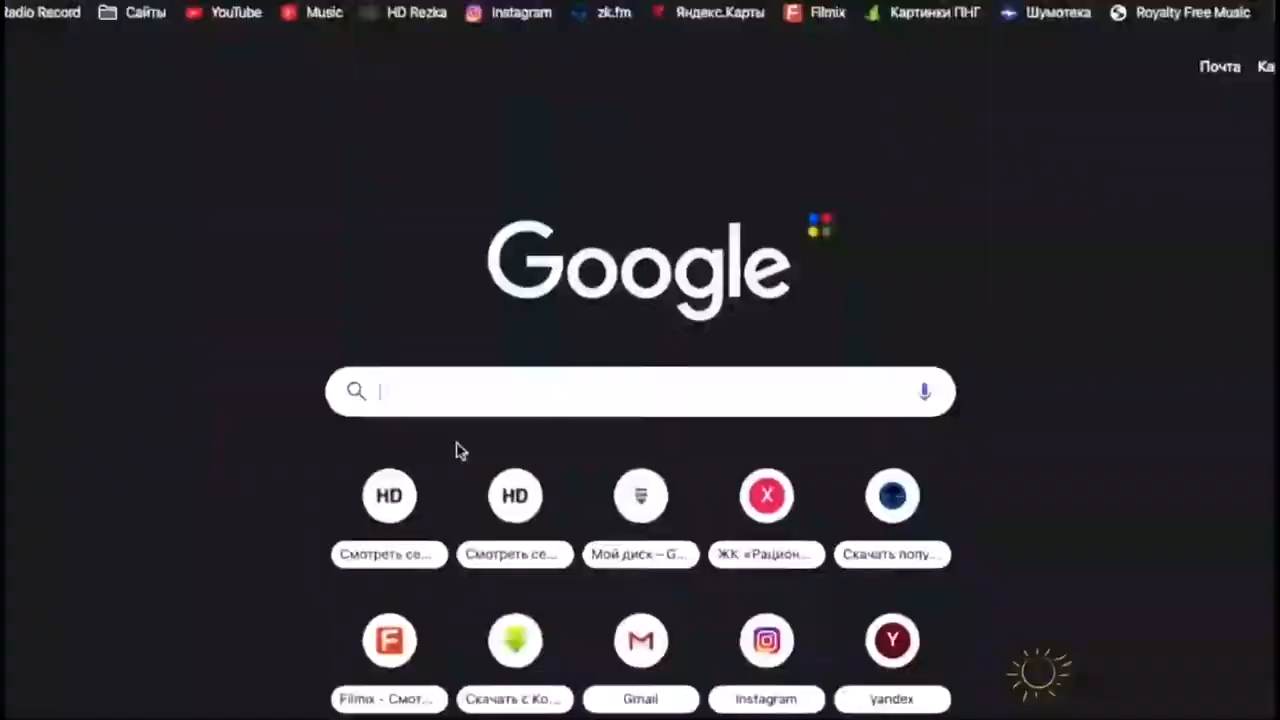 Radio Record Сайты YouTube Music HD Rezka Instagram zk.fm Яндекс.Карты Filmix Картинки ПНГ Шумотека Royalty Free Music
Почта Ка
Google
HD HD X
Смотреть се... Смотреть се... Мой диск – G... ЖК «Рацион... Скачать попу...
F Y
Filmix - Смот... Скачать с Ко... Gmail Instagram yandex